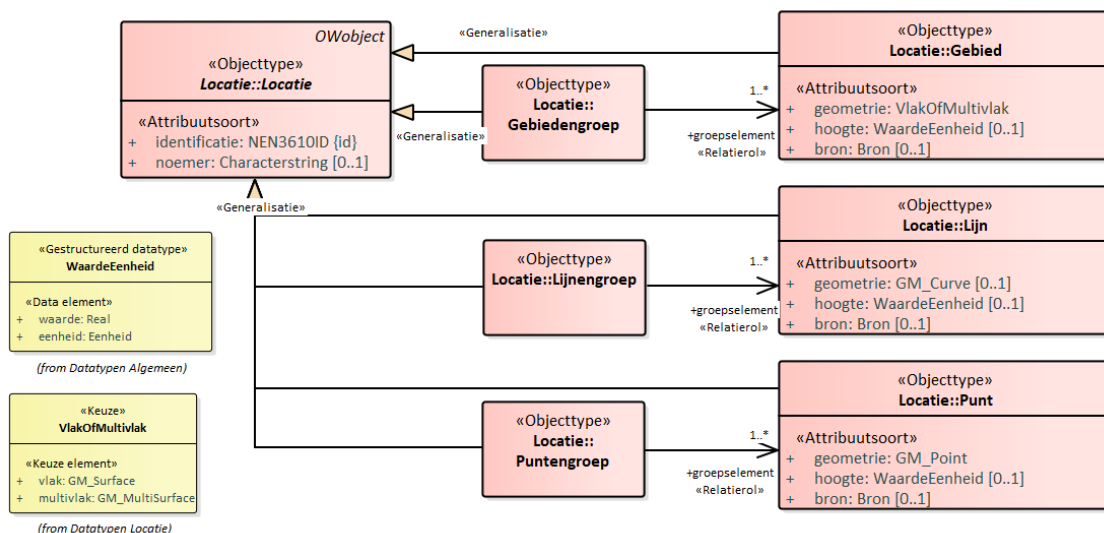 OWobject
«Objecttype»
Locatie::Locatie
«Attribuutsoort»
+ identificatie: NEN3610ID {id}
+ noemer: Characterstring [0..1]
«Generalisatie»
«Objecttype»
Locatie::Gebied
«Attribuutsoort»
+ geometrie: VlakOfMultivlak
+ hoogte: WaardeEenheid [0..1]
+ bron: Bron [0..1]
«Generalisatie»
«Objecttype»
Locatie::
Gebiedengroep
1..*
+groepselement
«Relatierol»
«Generalisatie»
«Objecttype»
Locatie::Lijn
«Attribuutsoort»
+ geometrie: GM_Curve [0..1]
+ hoogte: WaardeEenheid [0..1]
+ bron: Bron [0..1]
«Objecttype»
Locatie::Lijnengroep
1..*
+groepselement
«Relatierol»
«Gestructureerd datatype»
WaardeEenheid
«Data element»
+ waarde: Real
+ eenheid: Eenheid
(from Datatypen Algemeen)
«Objecttype»
Locatie::Punt
«Attribuutsoort»
+ geometrie: GM_Point
+ hoogte: WaardeEenheid [0..1]
+ bron: Bron [0..1]
«Objecttype»
Locatie::
Puntengroep
1..*
+groepselement
«Relatierol»
«Keuze»
VlakOfMultivlak
«Keuze element»
+ vlak: GM_Surface
+ multivlak: GM_MultiSurface
(from Datatypen Locatie)